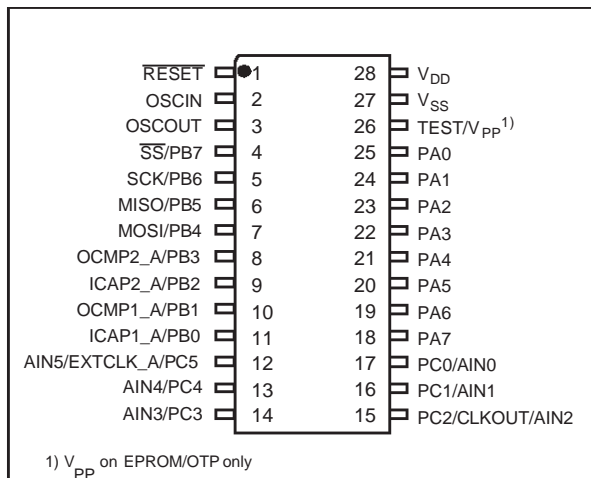 RESET 1 28 VDD
OSCIN 2 27 VSS
OSCOUT 3 26 TEST/VPP1)
SS/PB7 4 25 PA0
SCK/PB6 5 24 PA1
MISO/PB5 6 23 PA2
MOSI/PB4 7 22 PA3
OCMP2_A/PB3 8 21 PA4
ICAP2_A/PB2 9 20 PA5
OCMP1_A/PB1 10 19 PA6
ICAP1_A/PB0 11 18 PA7
AIN5/EXTCLK_A/PC5 12 17 PC0/AIN0
AIN4/PC4 13 16 PC1/AIN1
AIN3/PC3 14 15 PC2/CLKOUT/AIN2
1) VPP on EPROM/OTP only